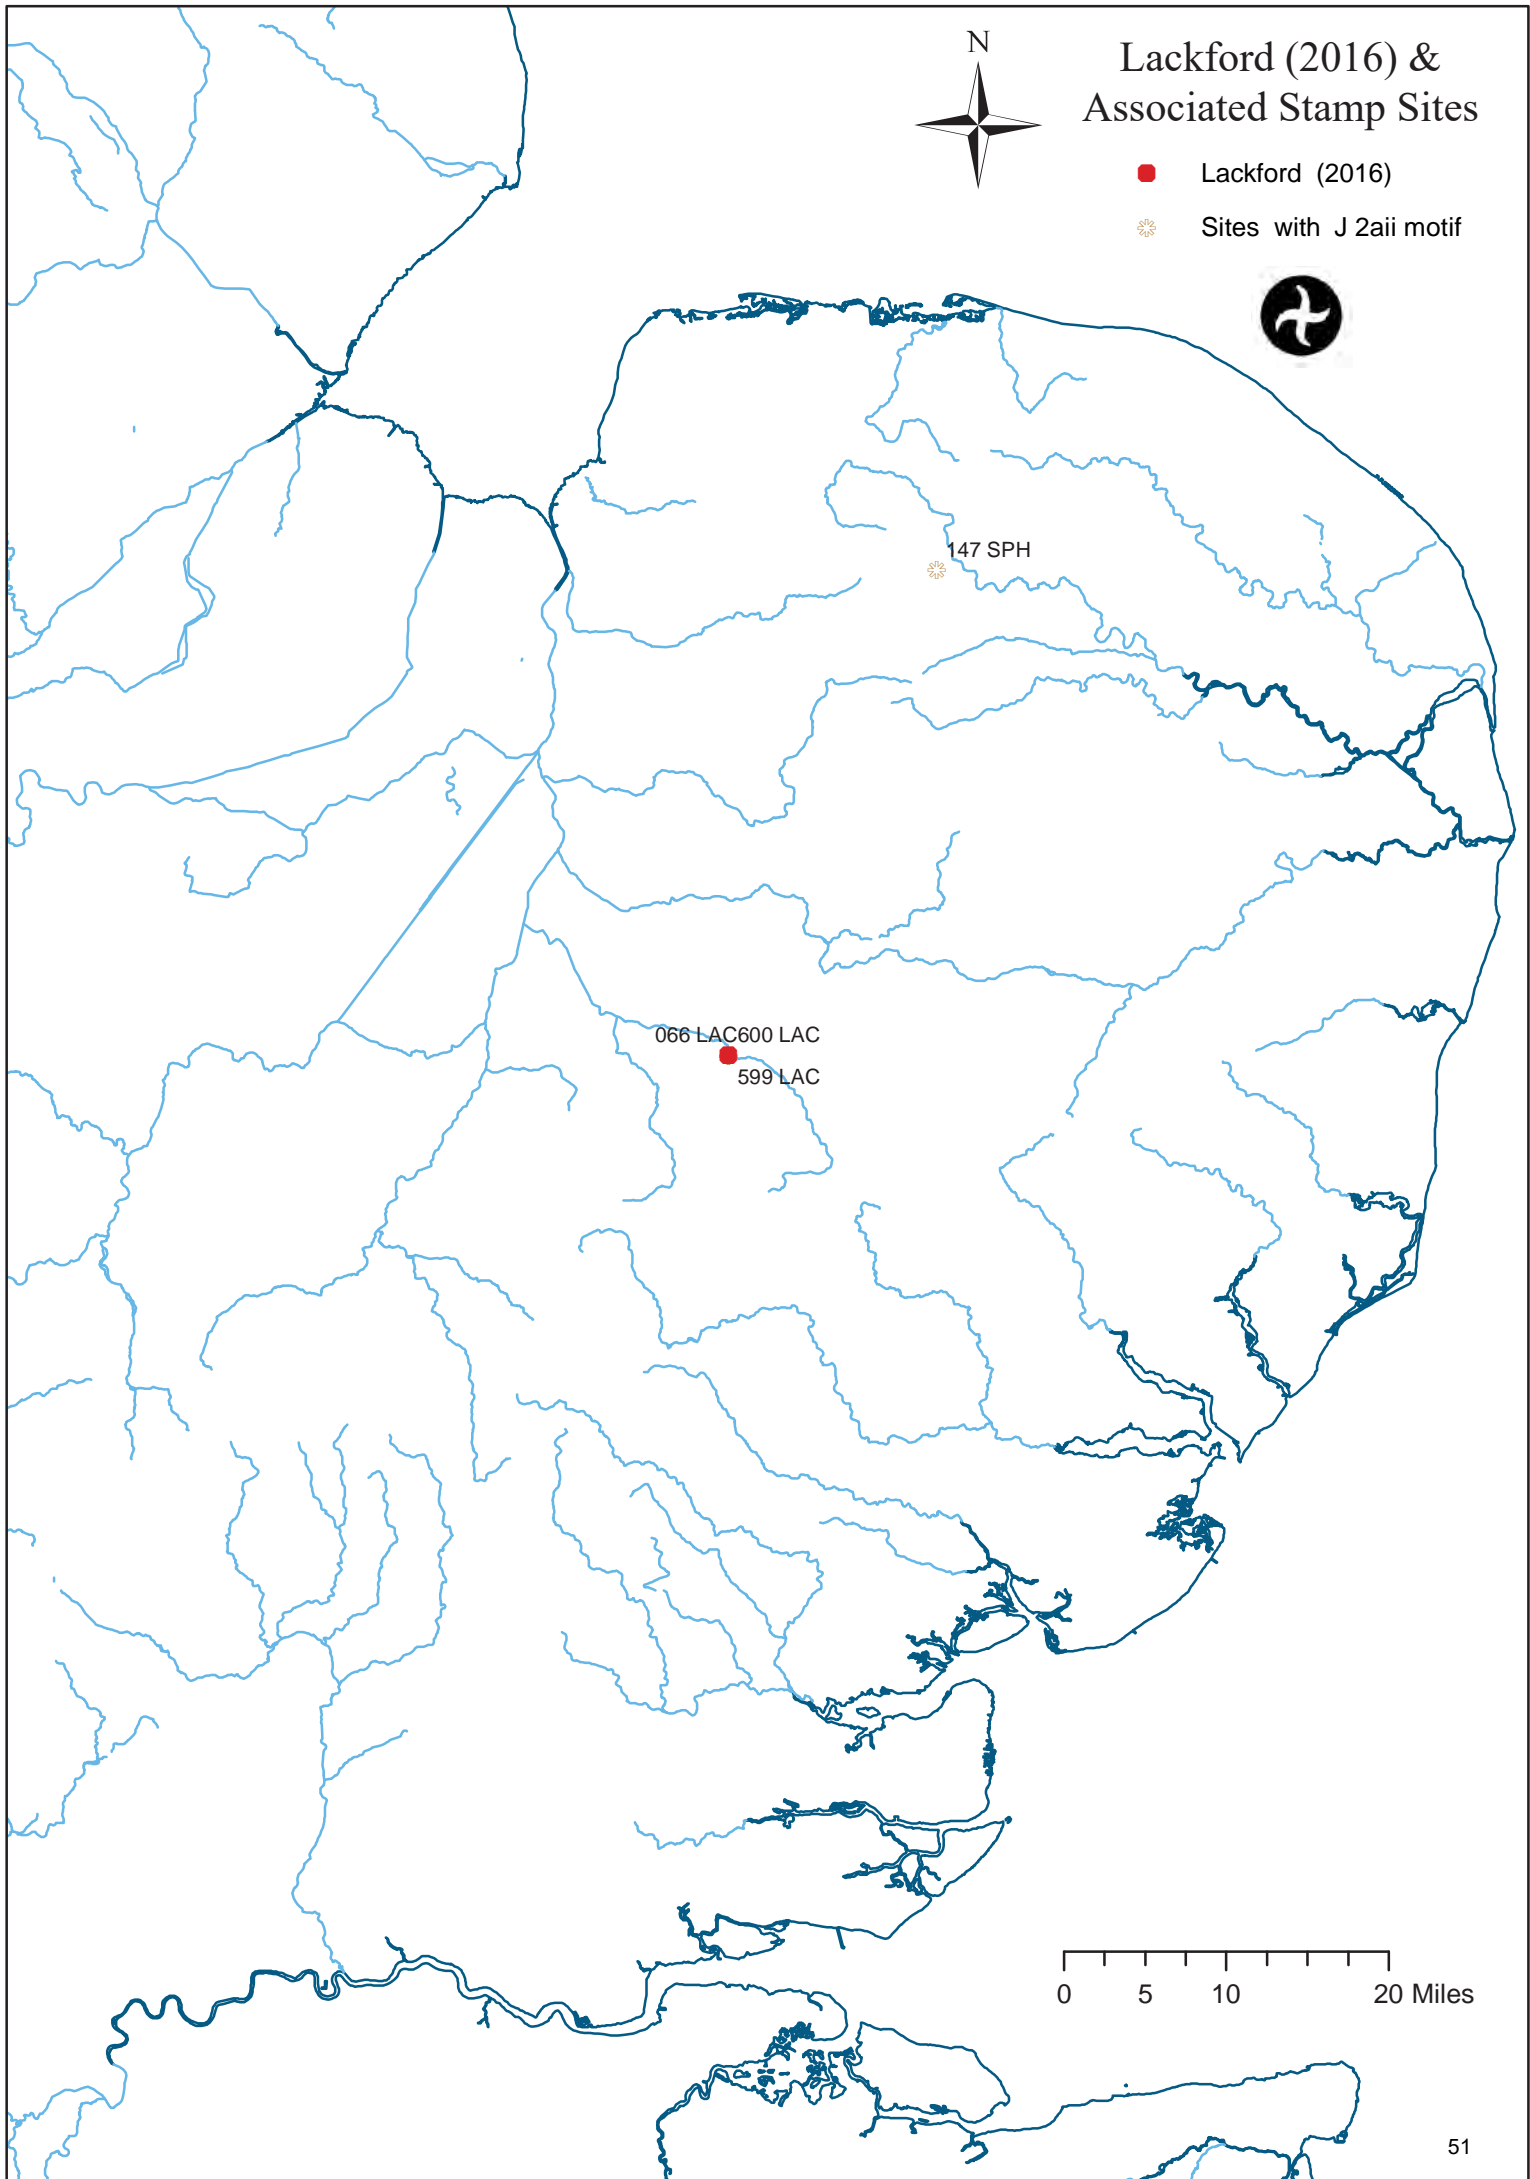 N
Lackford (2016) &
Associated Stamp Sites
Lackford (2016)
Sites with J 2aii motif
147 SPH
066 LAC600 LAC
599 LAC
0 5 10 20 Miles
51